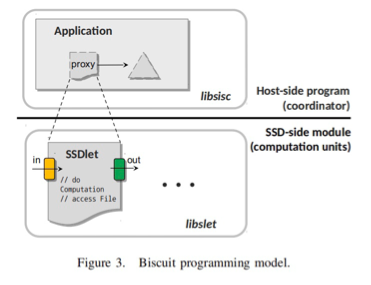 Application
proxy
libsisc
Host-side program
(coordinator)
SSD-side module
(computation units)
in
SSDlet
out
// do
Computation
// access File
• • •
libslet
Figure 3. Biscuit programming model.